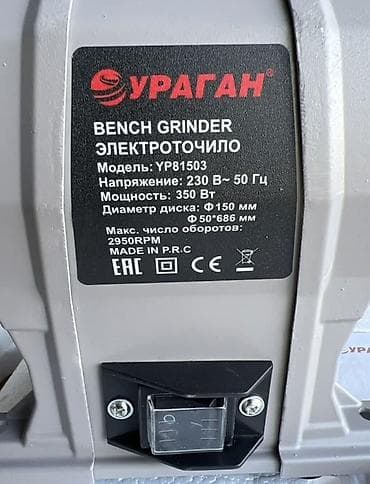 УРАГАН®
BENCH GRINDER
ЭЛЕКТРОТОЧИЛО
Модель: YP81503
Напряжение: 230 В~ 50 Гц
Мощность: 350 Вт
Диаметр диска: Ф150 мм
Ф50*686 мм
Макс. число оборотов:
2950RPM
MADE IN P.R.C
EAC CE
УРАГАН